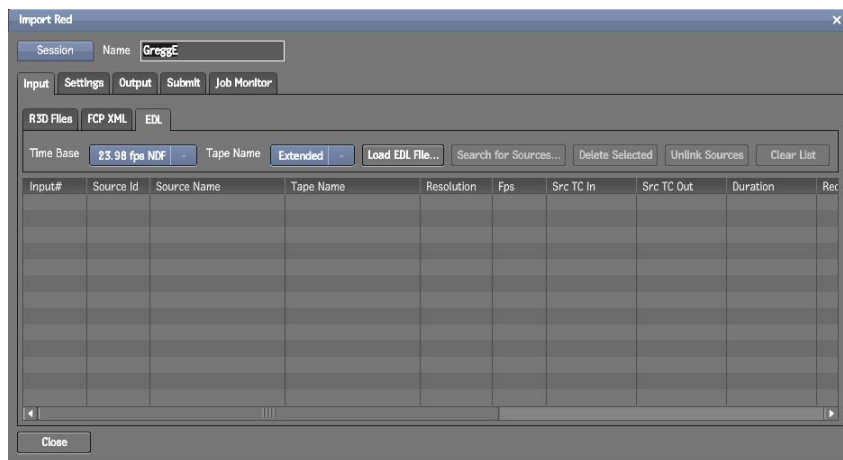 Import Red
Session Name GreggE
Input Settings Output Submit Job Monitor
R3D Files FCP XML EDL
Time Base 23.98 fps NDF Tape Name Extended Load EDL File... Search for Sources... Delete Selected Unlink Sources Clear List
Input# Source Id Source Name Tape Name Resolution Fps Src TC In Src TC Out Duration Rec
Close